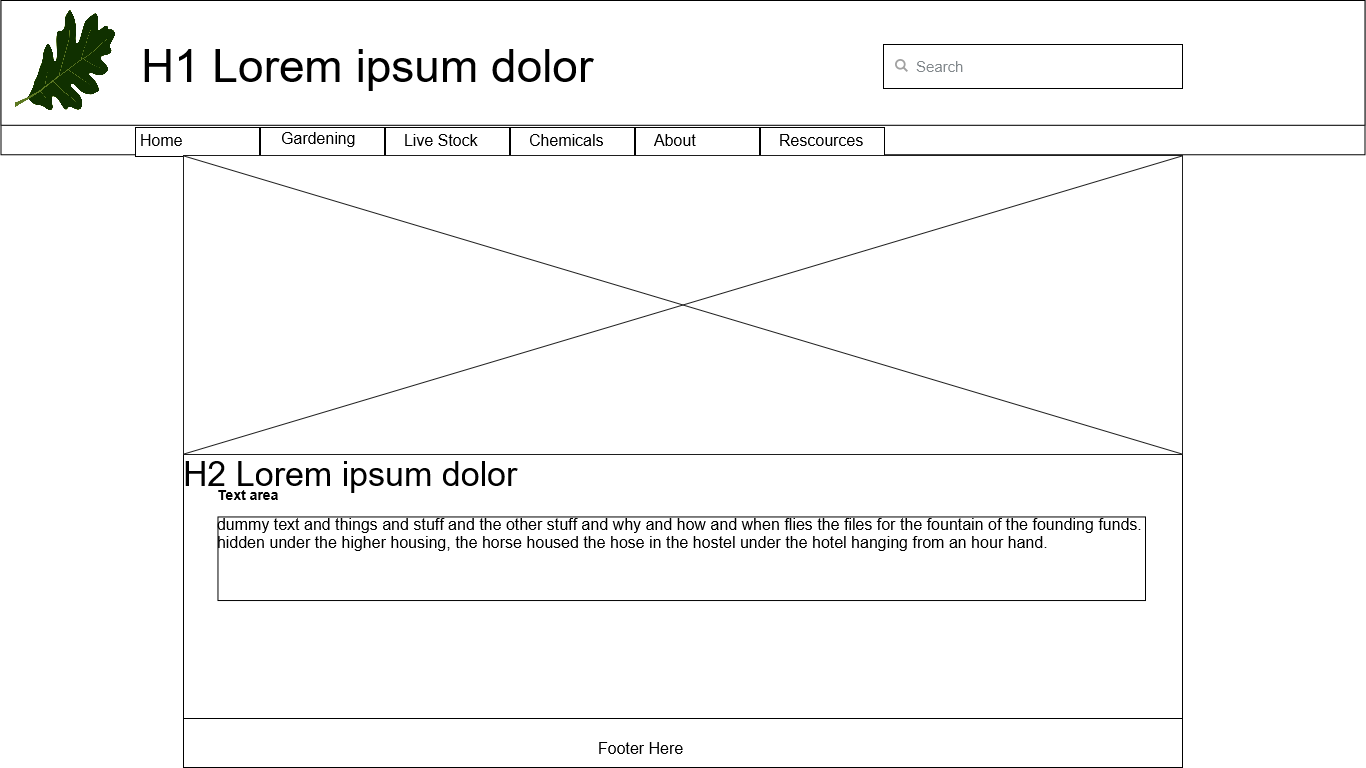 H1 Lorem ipsum dolor
Search
Home Gardening Live Stock Chemicals About Rescources
H2 Lorem ipsum dolor
Text area
dummy text and things and stuff and the other stuff and why and how and when flies the files for the fountain of the founding funds.
hidden under the higher housing, the horse housed the hose in the hostel under the hotel hanging from an hour hand.
Footer Here